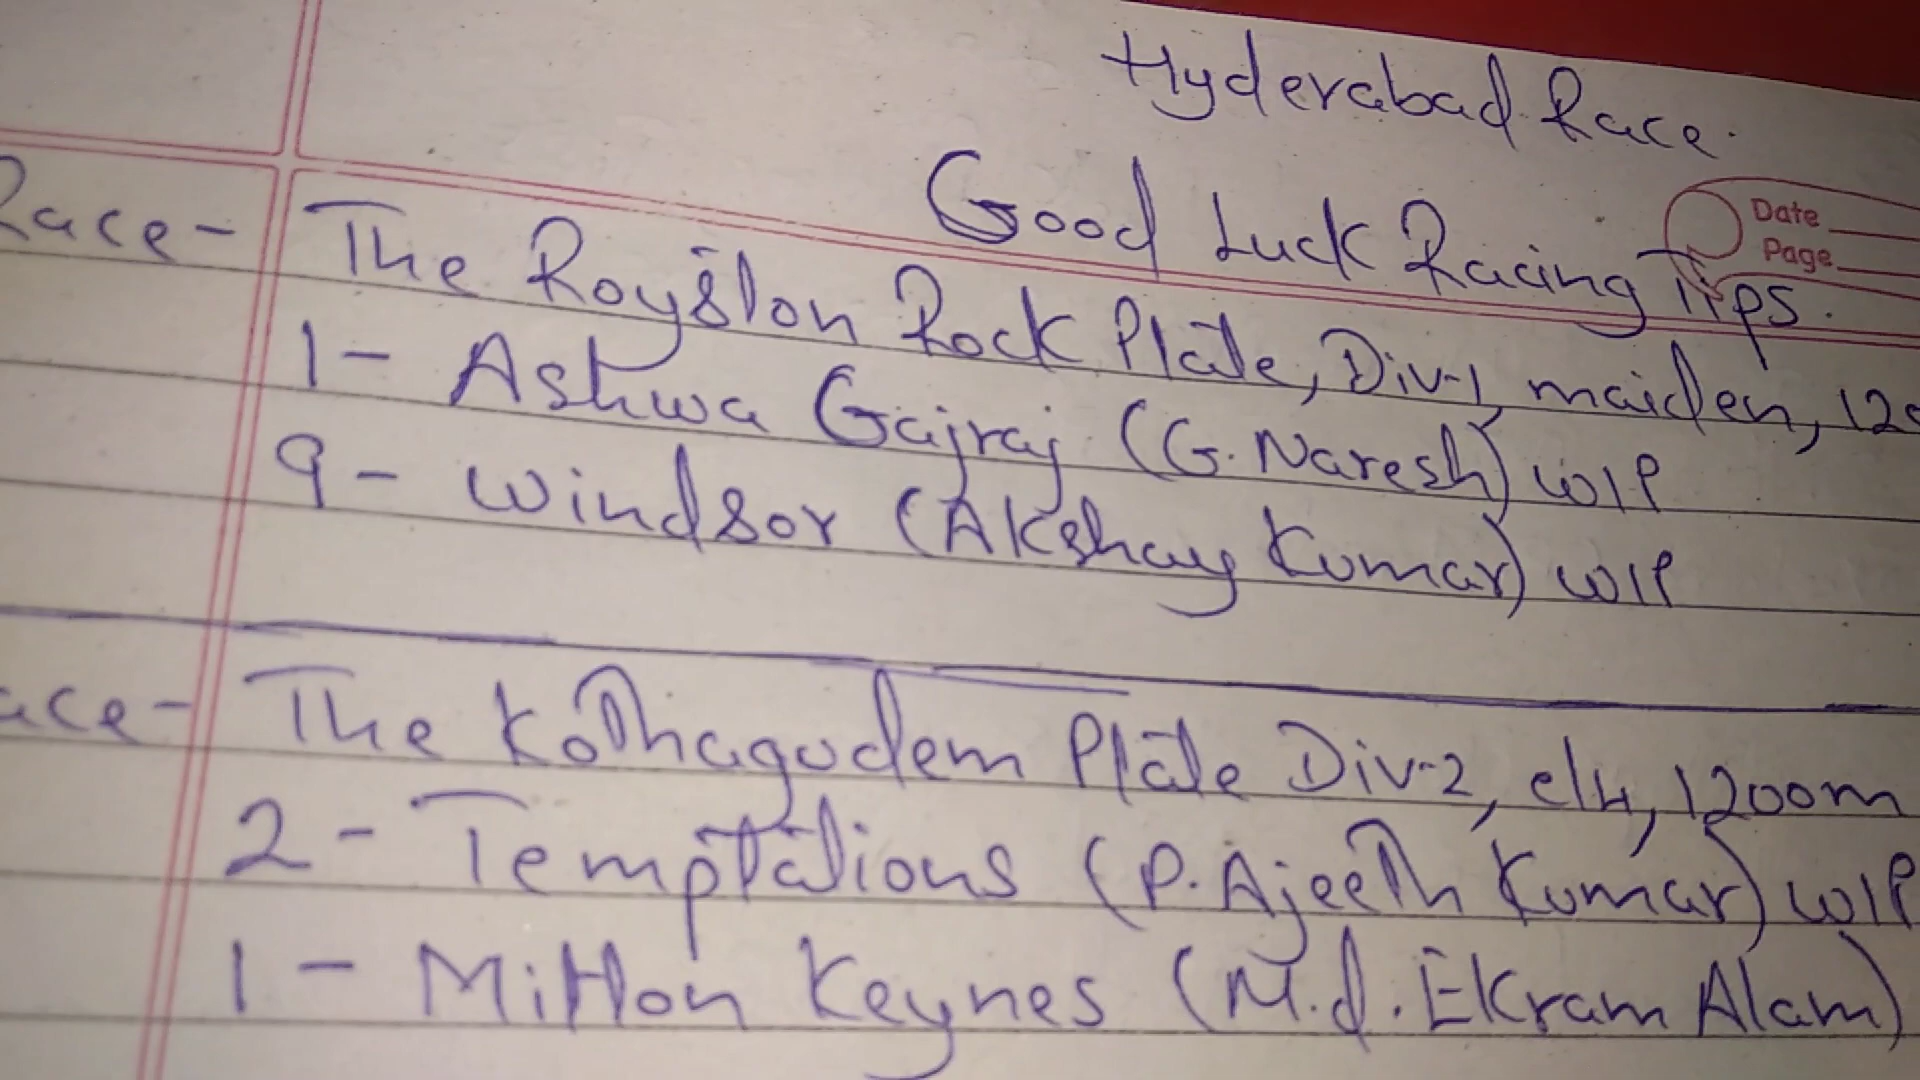 Hyderabad Race.
Good Luck Racing Tips.
Date
Page
Race - The Royston Rock Plate, Div-1, maiden, 120
1 - Ashwa Gajraj (G. Naresh) W/P
9 - Windsor (Akshay Kumar) W/P
ace - The Kothagudem Plate Div-2, c/4, 1200m
2 - Temptations (P. Ajeeth Kumar) W/P
1 - Milton Keynes (M.d. Ekram Alam)